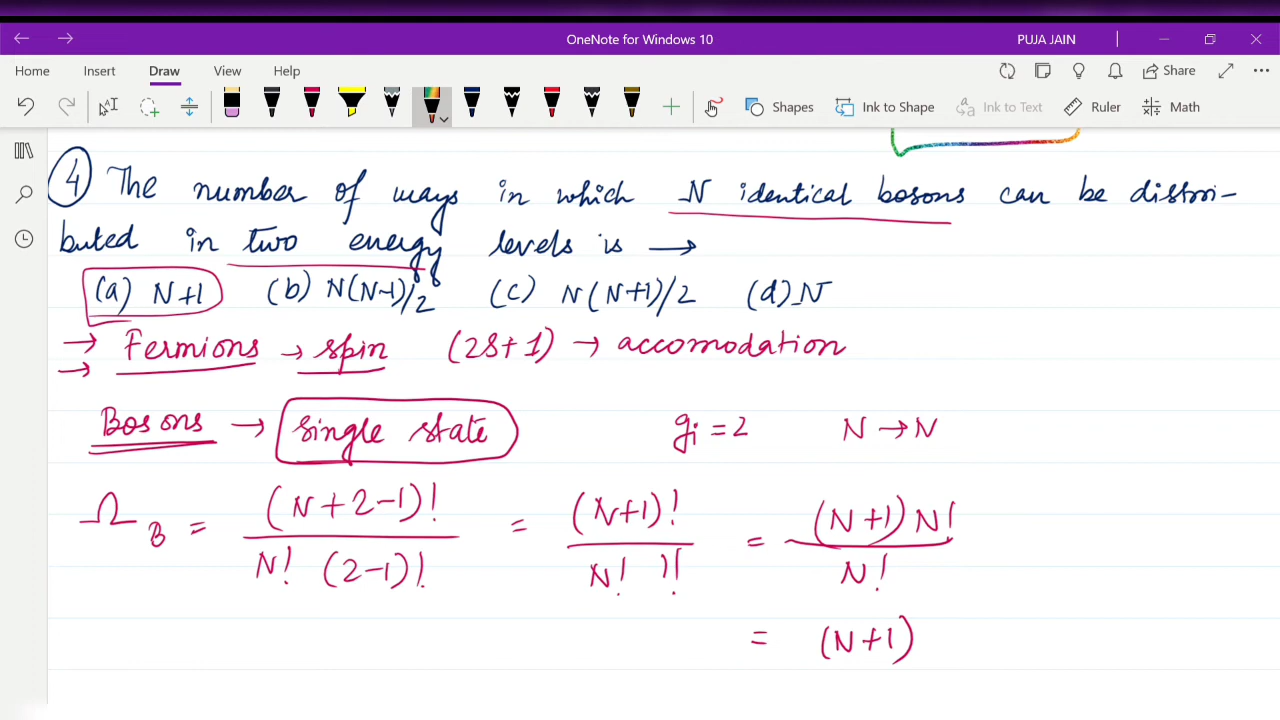 OneNote for Windows 10
PUJA JAIN
Home Insert Draw View Help
Share
Shapes Ink to Shape Ink to Text Ruler Math
④ The number of ways in which N identical bosons can be distri-
buted in two energy levels is →
(a) N+1 (b) N(N-1)/2 (c) N(N+1)/2 (d) N
→ Fermions → spin (2S+1) → accomodation
→
Bosons → Single state gi = 2 N → N
Ω_B = (N+2-1)! / N! (2-1)! = (N+1)! / N! 1! = (N+1) N! / N!
= (N+1)